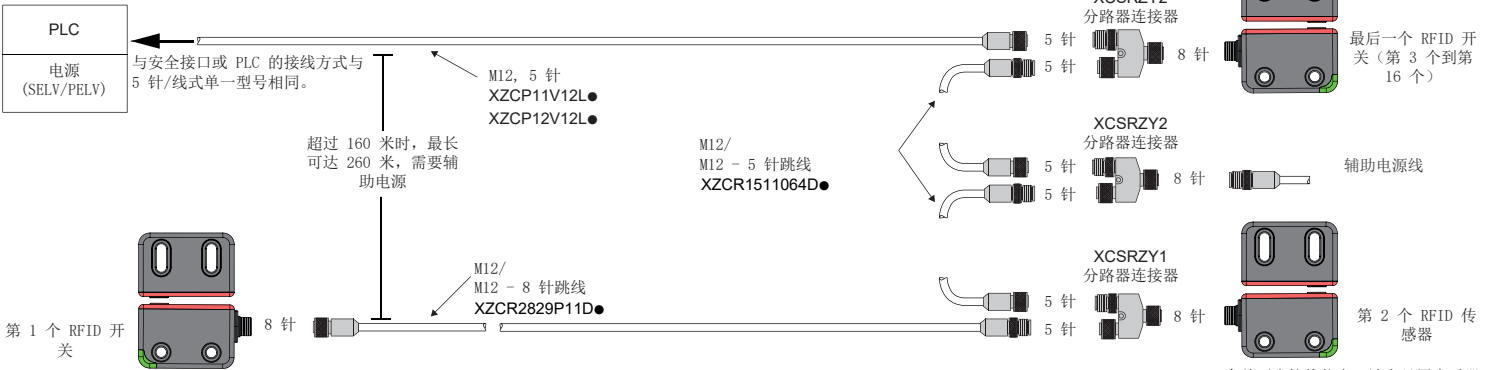 XCSRZY2
分路器连接器
PLC
电源
(SELV/PELV)
与安全接口或 PLC 的接线方式与
5 针/线式单一型号相同。
M12, 5 针
XZCP11V12L●
XZCP12V12L●
5 针
5 针
8 针
最后一个 RFID 开
关（第 3 个到第
16 个）
超过 160 米时，最长
可达 260 米，需要辅
助电源
M12/
M12 - 5 针跳线
XZCR1511064D●
XCSRZY2
分路器连接器
5 针
5 针
8 针
辅助电源线
第 1 个 RFID 开
关
8 针
M12/
M12 - 8 针跳线
XZCR2829P11D●
XCSRZY1
分路器连接器
5 针
5 针
8 针
第 2 个 RFID 传
感器